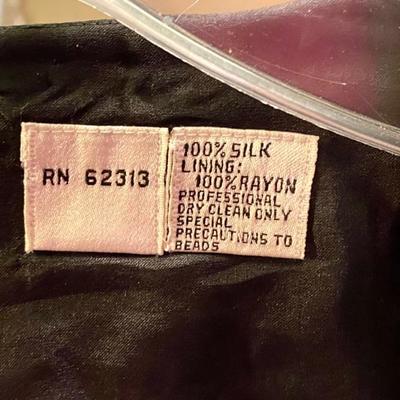 RN 62313
100% SILK
LINING:
100% RAYON
PROFESSIONAL
DRY CLEAN ONLY
SPECIAL
PRECAUTIONS TO
BEADS